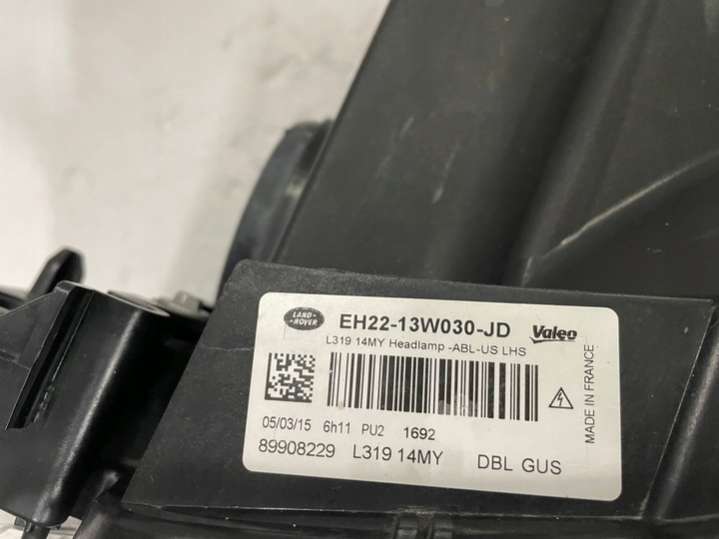 LAND-ROVER EH22-13W030-JD Valeo
L319 14MY Headlamp -ABL-US LHS
MADE IN FRANCE
05/03/15 6h11 PU2 1692
89908229 L319 14MY DBL GUS